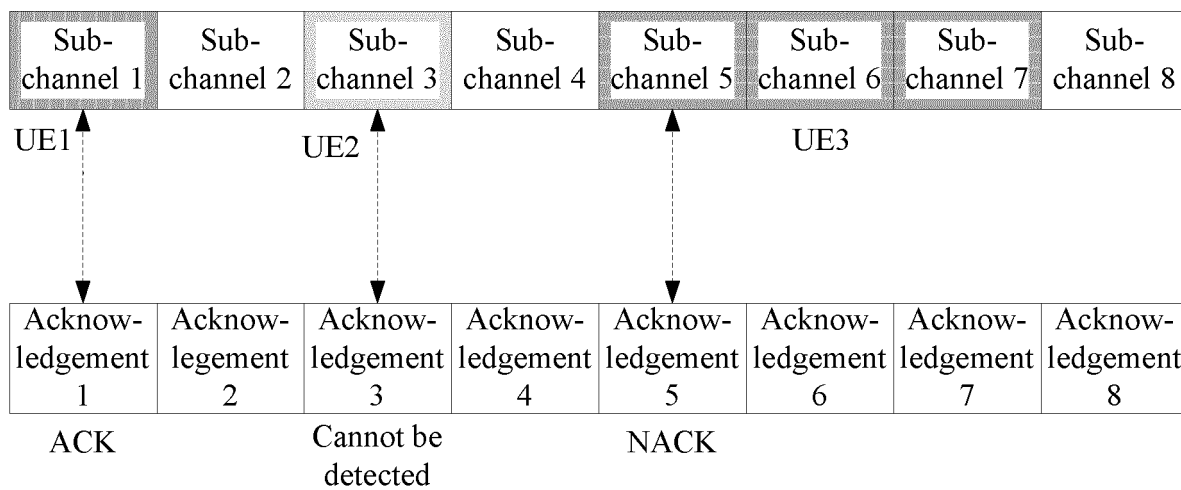 Sub-
channel 1
Sub-
channel 2
Sub-
channel 3
Sub-
channel 4
Sub-
channel 5
Sub-
channel 6
Sub-
channel 7
Sub-
channel 8
UE1
UE2
UE3
Acknow-
ledgement
1
Acknow-
legement
2
Acknow-
ledgement
3
Acknow-
ledgement
4
Acknow-
ledgement
5
Acknow-
ledgement
6
Acknow-
ledgement
7
Acknow-
ledgement
8
ACK
Cannot be
detected
NACK